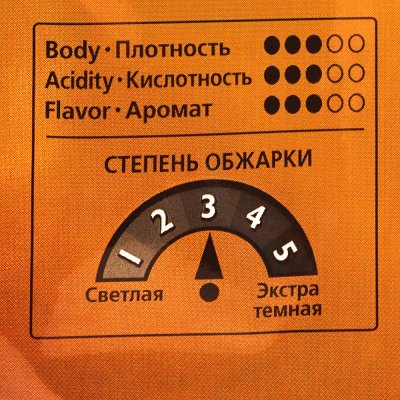 Body · Плотность
Acidity · Кислотность
Flavor · Аромат
СТЕПЕНЬ ОБЖАРКИ
1 2 3 4 5
Светлая
Экстра
темная